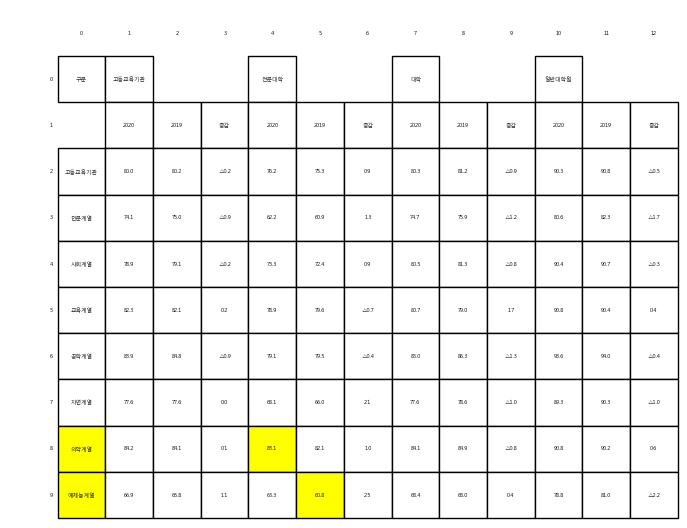 0 1 2 3 4 5 6 7 8 9 10 11 12
0 구분 고등교육기관 전문대학 대학 일반대학원
1 2020 2019 증감 2020 2019 증감 2020 2019 증감 2020 2019 증감
2 고등교육기관 80.0 80.2 △0.2 76.2 75.3 0.9 80.3 81.2 △0.9 90.3 90.8 △0.5
3 인문계열 74.1 75.0 △0.9 62.2 60.9 1.3 74.7 75.9 △1.2 80.6 82.3 △1.7
4 사회계열 78.9 79.1 △0.2 73.3 72.4 0.9 80.5 81.3 △0.8 90.4 90.7 △0.3
5 교육계열 82.3 82.1 0.2 78.9 79.6 △0.7 80.7 79.0 1.7 90.8 90.4 0.4
6 공학계열 83.9 84.8 △0.9 79.1 79.5 △0.4 85.0 86.3 △1.3 93.6 94.0 △0.4
7 자연계열 77.6 77.6 0.0 68.1 66.0 2.1 77.6 78.6 △1.0 89.3 90.3 △1.0
8 의약계열 84.2 84.1 0.1 83.1 82.1 1.0 84.1 84.9 △0.8 90.8 90.2 0.6
9 예체능계열 66.9 65.8 1.1 63.3 60.8 2.5 68.4 68.0 0.4 78.8 81.0 △2.2